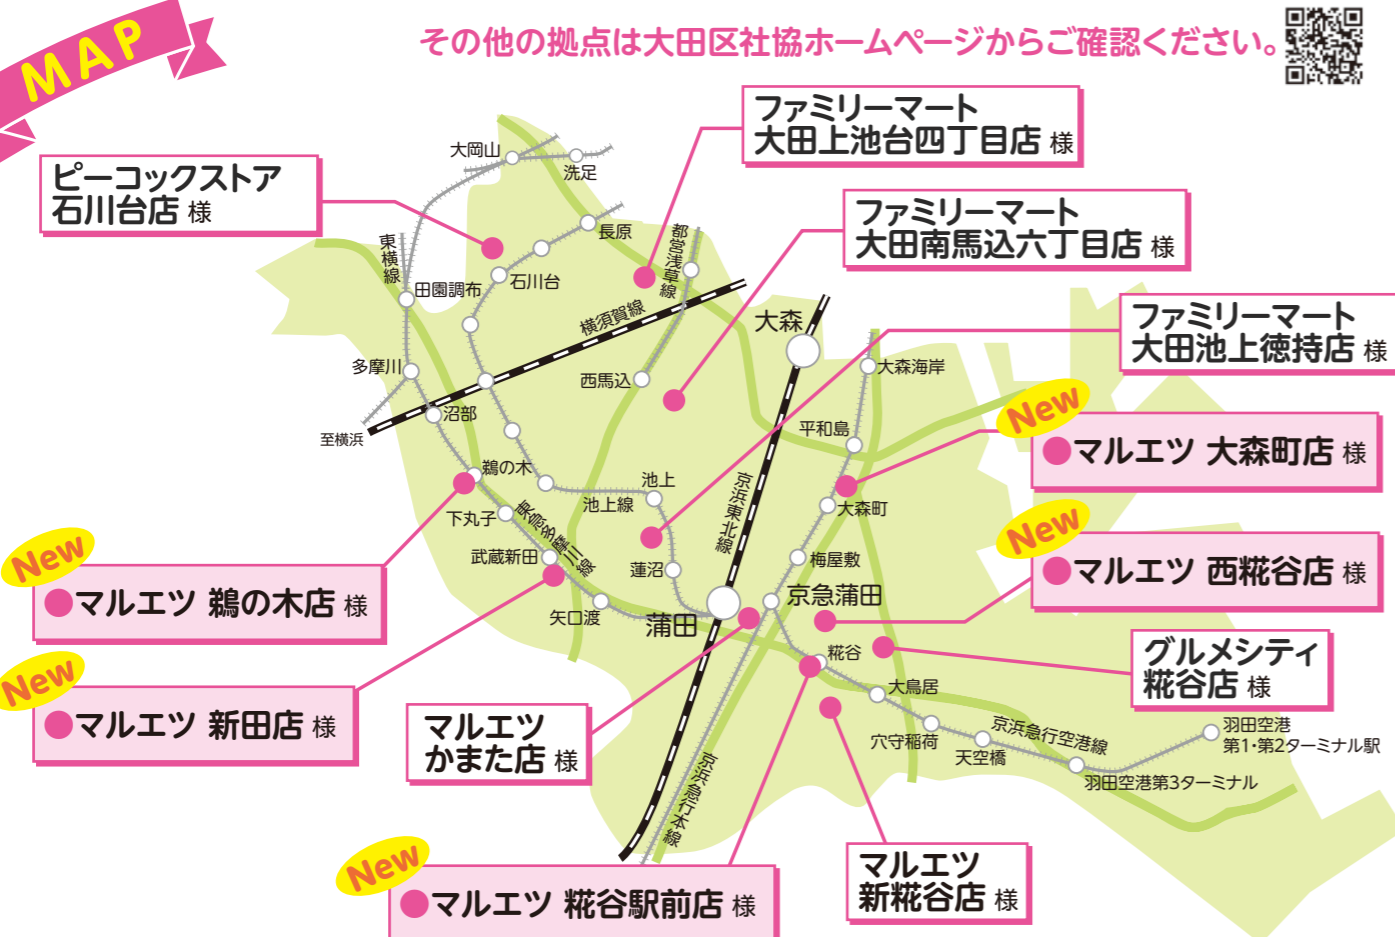 MAP
その他の拠点は大田区社協ホームページからご確認ください。
ファミリーマート
大田上池台四丁目店 様
ピーコックストア
石川台店 様
ファミリーマート
大田南馬込六丁目店 様
ファミリーマート
大田池上徳持店 様
New
マルエツ 大森町店 様
New
マルエツ 西糀谷店 様
グルメシティ
糀谷店 様
New
マルエツ 鵜の木店 様
New
マルエツ 新田店 様
マルエツ
かまた店 様
New
マルエツ 糀谷駅前店 様
マルエツ
新糀谷店 様
大岡山
洗足
長原
都営浅草線
東横線
田園調布
石川台
横須賀線
大森
多摩川
西馬込
大森海岸
沼部
至横浜
平和島
鵜の木
池上
池上線
京浜東北線
大森町
下丸子
東急多摩川線
武蔵新田
蓮沼
梅屋敷
矢口渡
蒲田
京急蒲田
糀谷
大鳥居
穴守稲荷
天空橋
京浜急行空港線
羽田空港
第1・第2ターミナル駅
羽田空港第3ターミナル
京浜急行本線